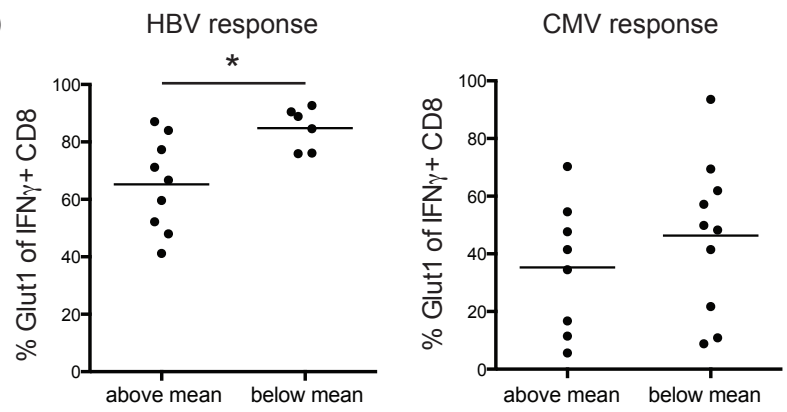 )
HBV response
*
% Glut1 of IFNγ+ CD8
100
80
60
40
20
0
above mean below mean
CMV response
% Glut1 of IFNγ+ CD8
100
80
60
40
20
0
above mean below mean